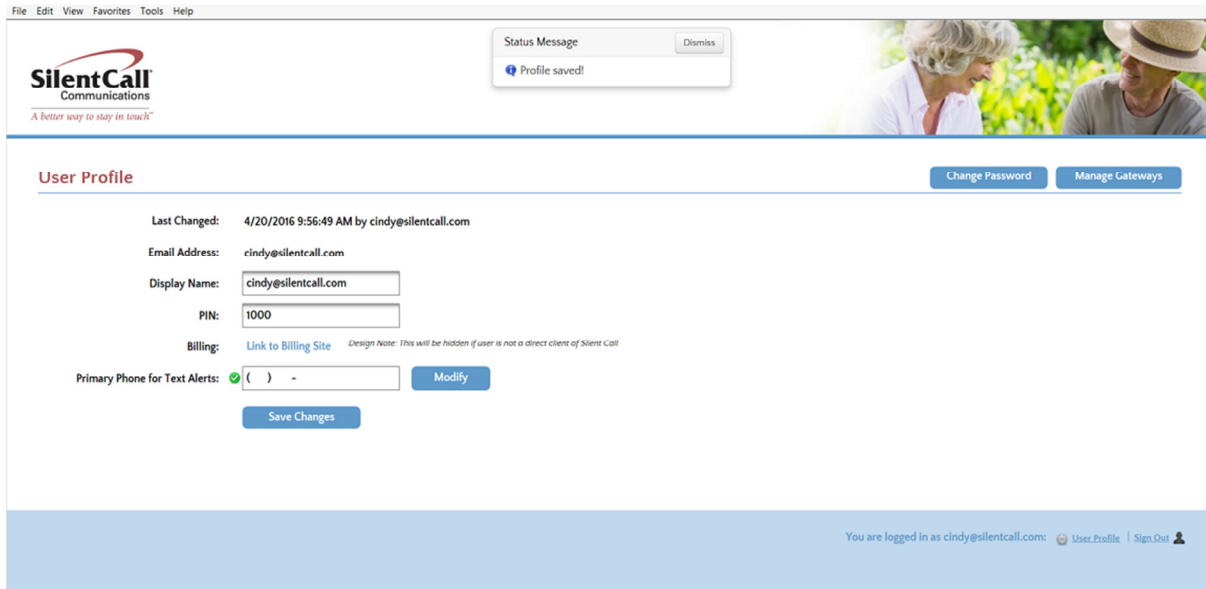 File Edit View Favorites Tools Help
Status Message Dismiss
Profile saved!
SilentCall
Communications
A better way to stay in touch™
User Profile Change Password Manage Gateways
Last Changed: 4/20/2016 9:56:49 AM by cindy@silentcall.com
Email Address: cindy@silentcall.com
Display Name: cindy@silentcall.com
PIN: 1000
Billing: Link to Billing Site Design Note: This will be hidden if user is not a direct client of Silent Call
Primary Phone for Text Alerts: ( ) - Modify
Save Changes
You are logged in as cindy@silentcall.com: User Profile | Sign Out